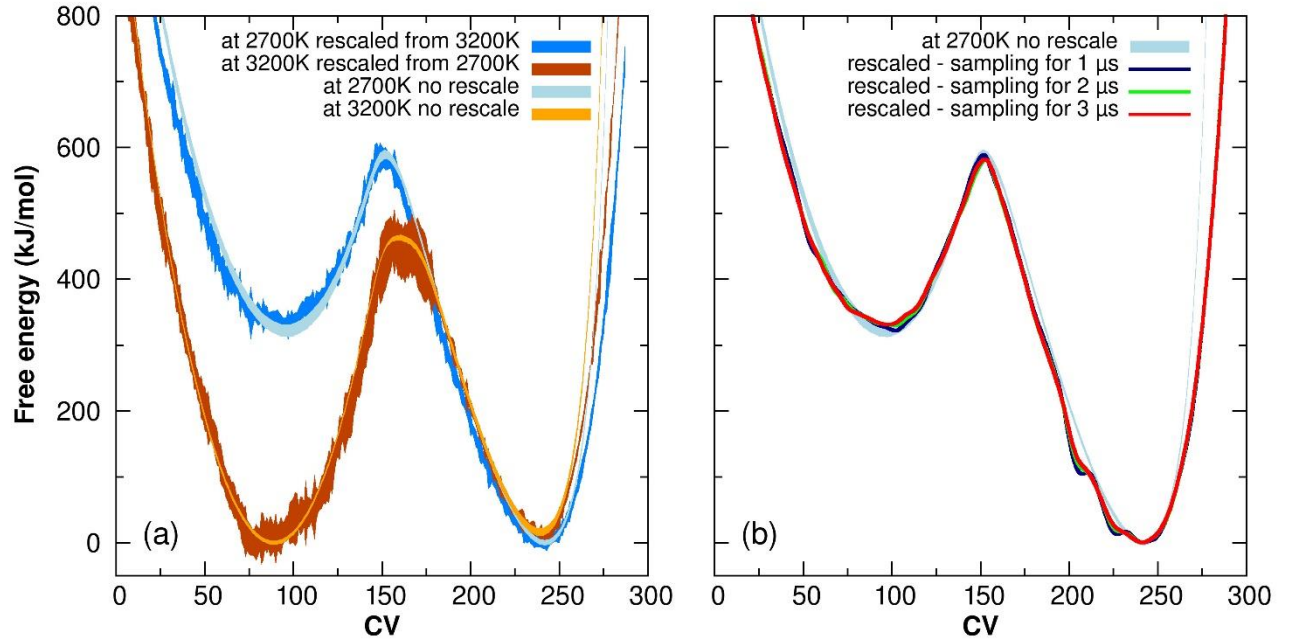 800
600
400
200
0
Free energy (kJ/mol)
at 2700K rescaled from 3200K
at 3200K rescaled from 2700K
at 2700K no rescale
at 3200K no rescale
(a)
0 50 100 150 200 250 300
CV
at 2700K no rescale
rescaled - sampling for 1 μs
rescaled - sampling for 2 μs
rescaled - sampling for 3 μs
(b)
0 50 100 150 200 250 300
CV